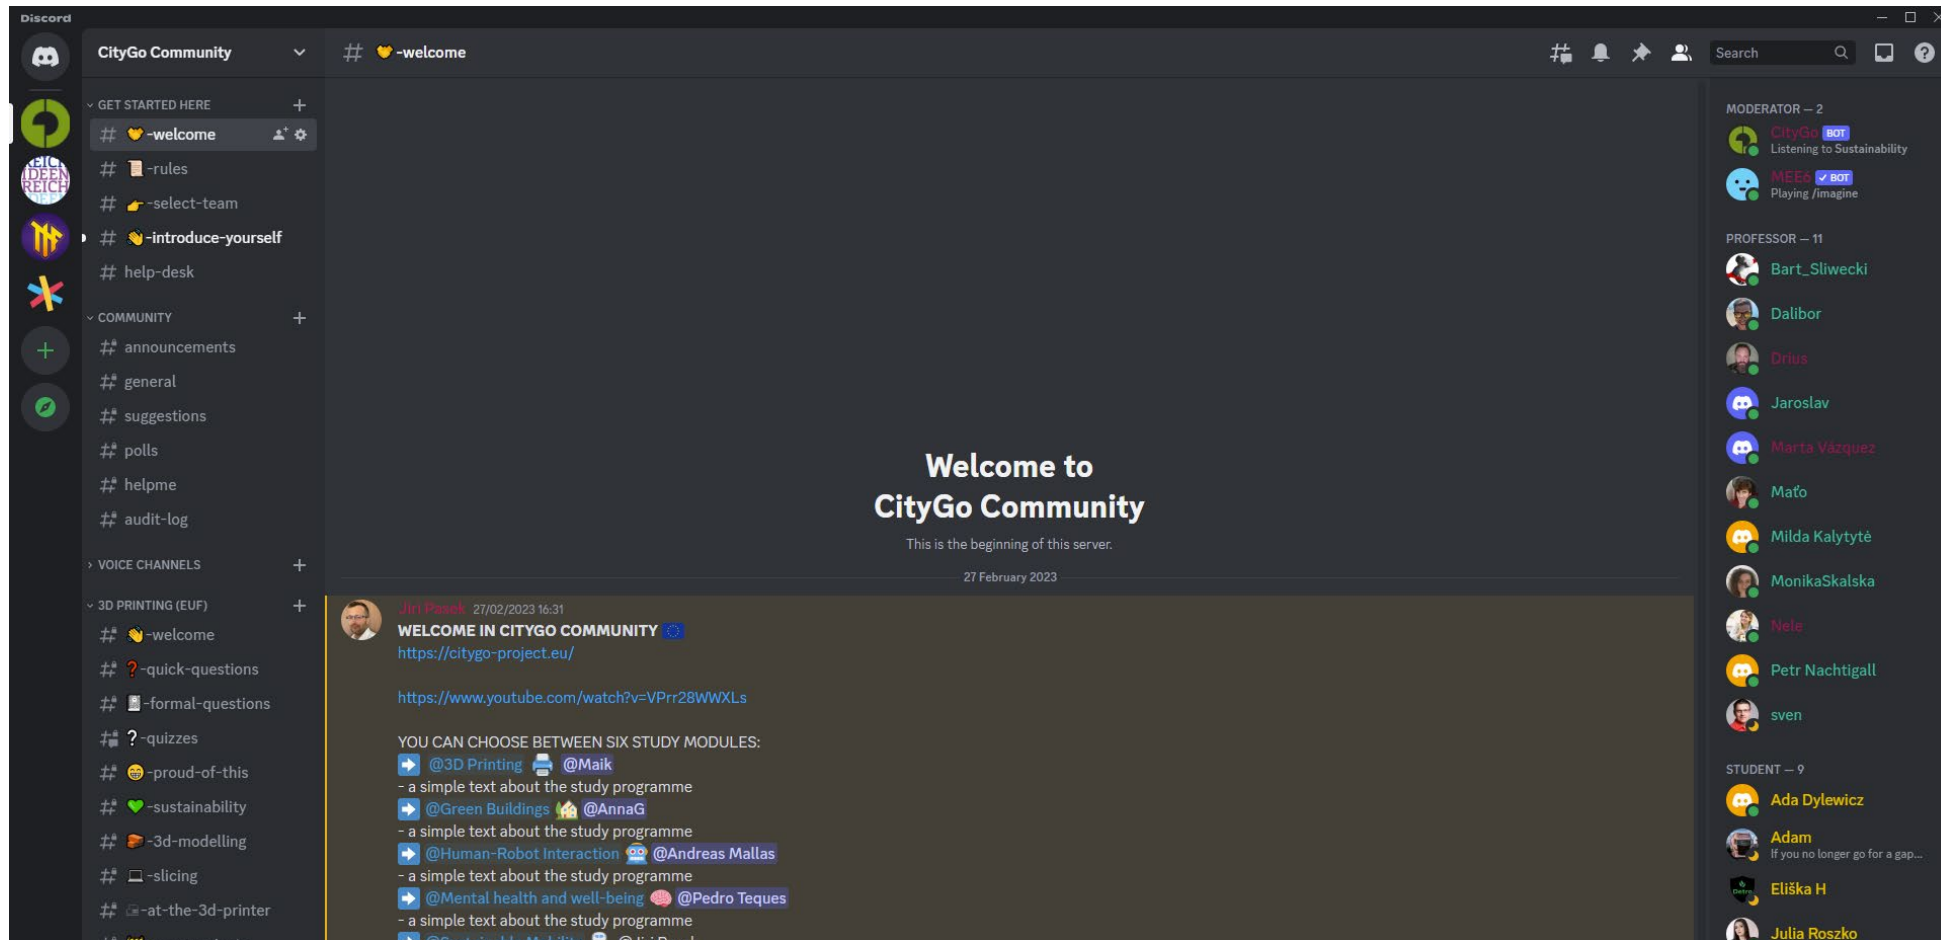 Discord
CityGo Community
-welcome
Search
GET STARTED HERE
-welcome
-rules
-select-team
-introduce-yourself
help-desk
COMMUNITY
announcements
general
suggestions
polls
helpme
audit-log
VOICE CHANNELS
3D PRINTING (EUF)
-welcome
❓-quick-questions
-formal-questions
?-quizzes
-proud-of-this
-sustainability
-3d-modelling
-slicing
-at-the-3d-printer
IDEEN
REICH
Welcome to
CityGo Community
This is the beginning of this server.
27 February 2023
Jiri Pasek 27/02/2023 16:31
WELCOME IN CITYGO COMMUNITY
https://citygo-project.eu/
https://www.youtube.com/watch?v=VPrr28WWXLs
YOU CAN CHOOSE BETWEEN SIX STUDY MODULES:
@3D Printing @Maik
- a simple text about the study programme
@Green Buildings @AnnaG
- a simple text about the study programme
@Human-Robot Interaction @Andreas Mallas
- a simple text about the study programme
@Mental health and well-being @Pedro Teques
- a simple text about the study programme
MODERATOR — 2
CityGo BOT
Listening to Sustainability
MEE6 ✓ BOT
Playing /imagine
PROFESSOR — 11
Bart_Sliwecki
Dalibor
Drius
Jaroslav
Marta Vázquez
Maťo
Milda Kalytytė
MonikaSkalska
Nele
Petr Nachtigall
sven
STUDENT — 9
Ada Dylewicz
Adam
If you no longer go for a gap...
Eliška H
Julia Roszko